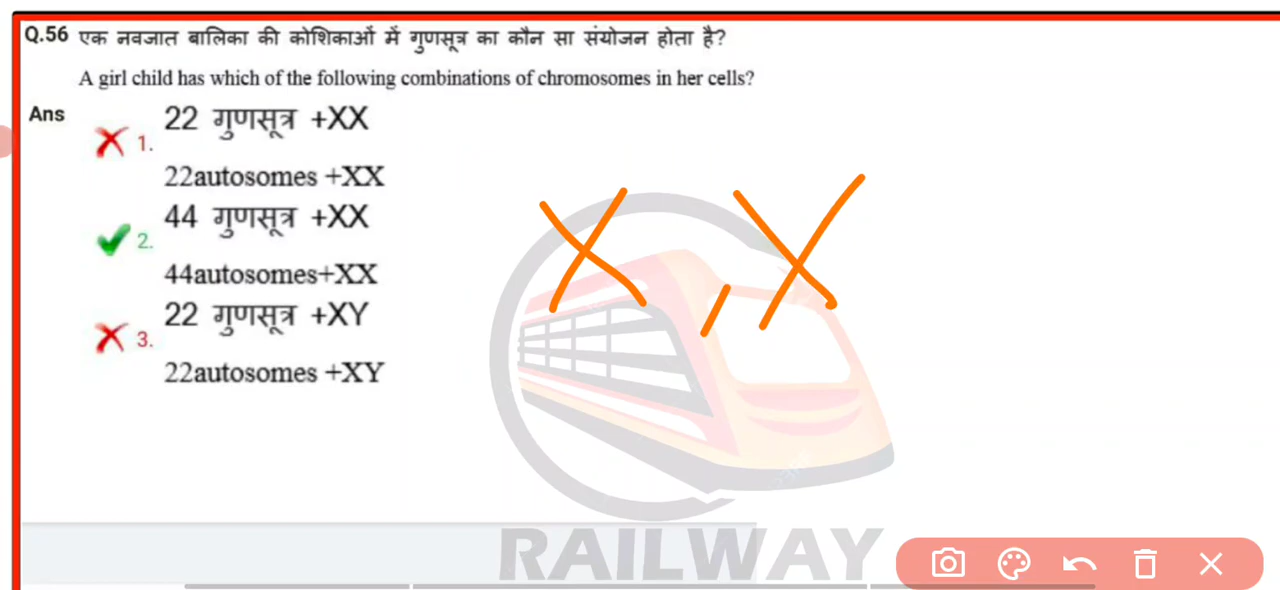 Q.56 एक नवजात बालिका की कोशिकाओं में गुणसूत्र का कौन सा संयोजन होता है?
A girl child has which of the following combinations of chromosomes in her cells?
Ans
1. 22 गुणसूत्र +XX
22autosomes +XX
2. 44 गुणसूत्र +XX
44autosomes+XX
3. 22 गुणसूत्र +XY
22autosomes +XY
X, X
RAILWAY